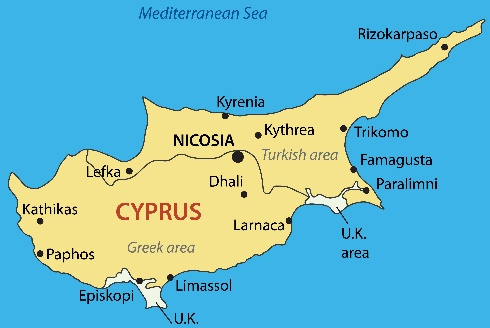 Mediterranean Sea
Rizokarpaso
Kyrenia
Kythrea
Trikomo
NICOSIA
Turkish area
Famagusta
Lefka
Dhali
Paralimni
Kathikas
CYPRUS
Larnaca
U.K.
area
Greek area
Paphos
Episkopi
Limassol
U.K.